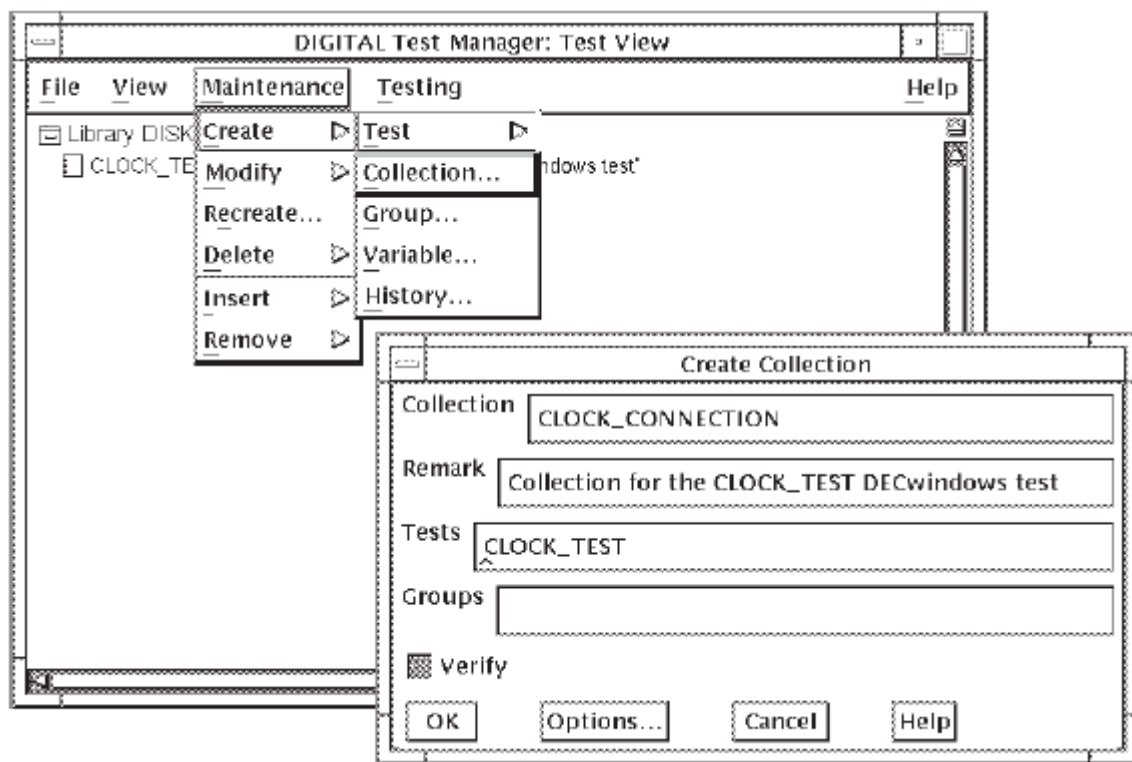 DIGITAL Test Manager: Test View
File View Maintenance Testing Help
Library DISK
CLOCK_TE ndows test"
Create
Modify
Recreate...
Delete
Insert
Remove
Test
Collection...
Group...
Variable...
History...
Create Collection
Collection CLOCK_CONNECTION
Remark Collection for the CLOCK_TEST DECwindows test
Tests CLOCK_TEST
Groups
Verify
OK Options... Cancel Help